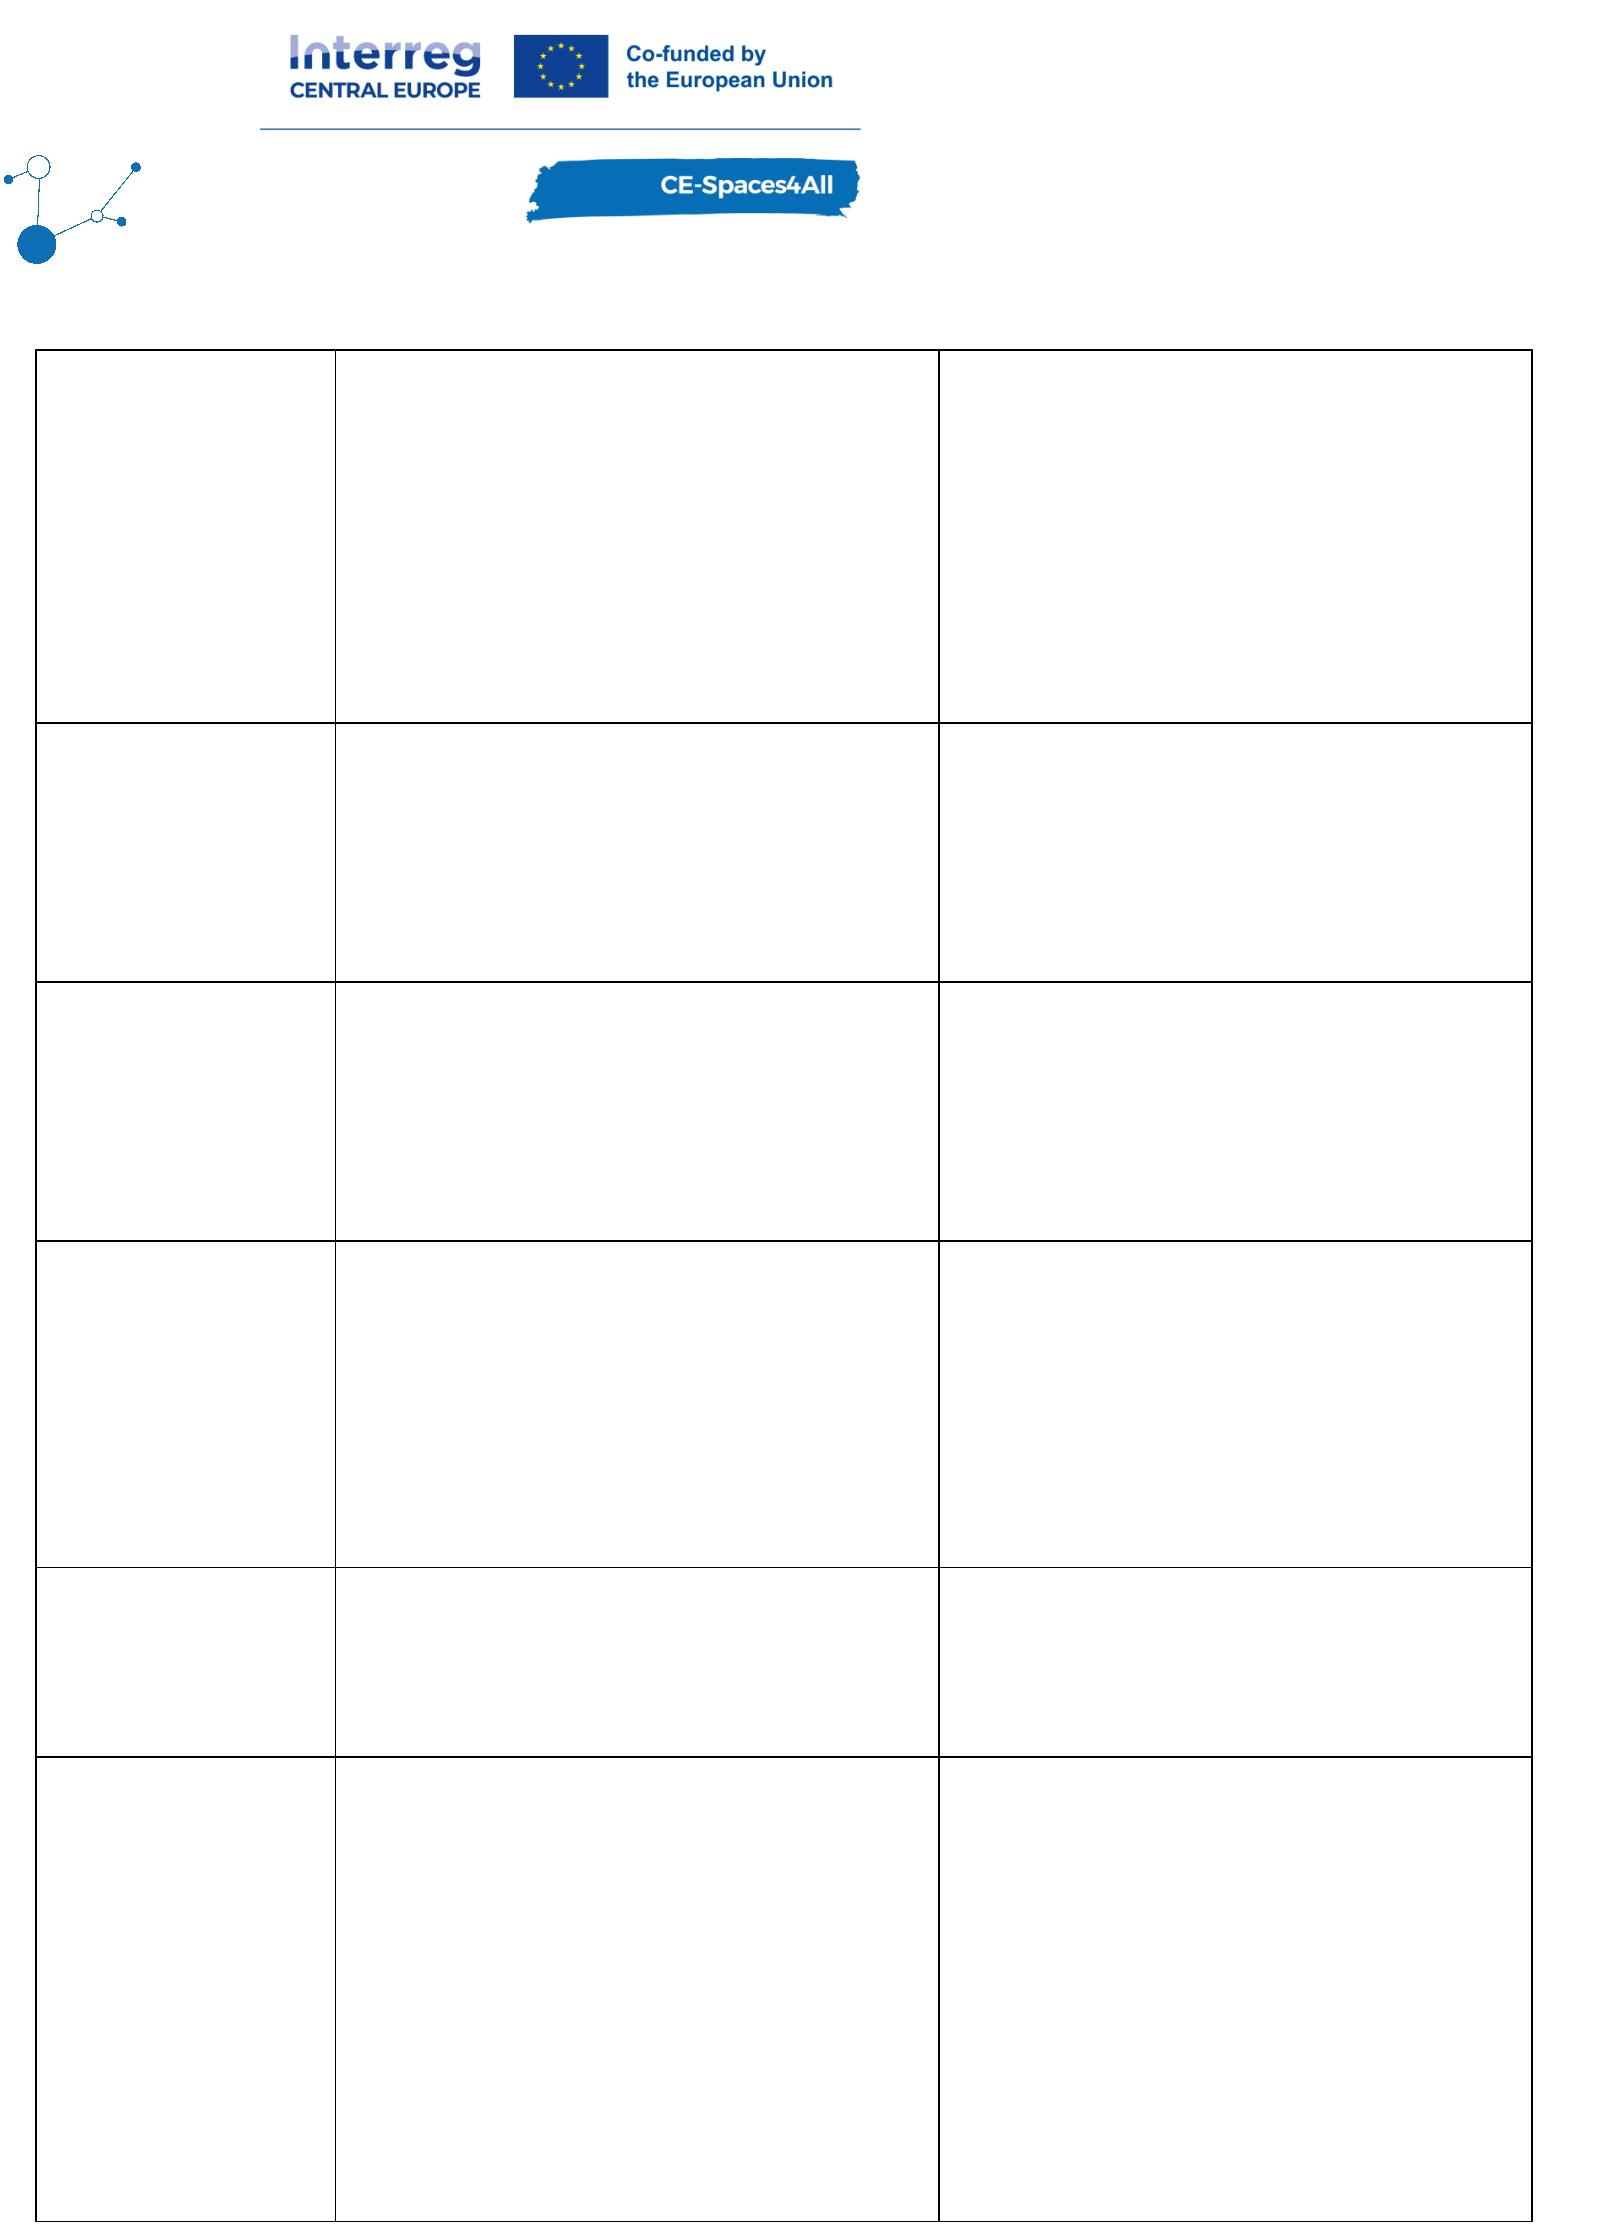 Interreg
CENTRAL EUROPE
Co-funded by
the European Union
CE-Spaces4All